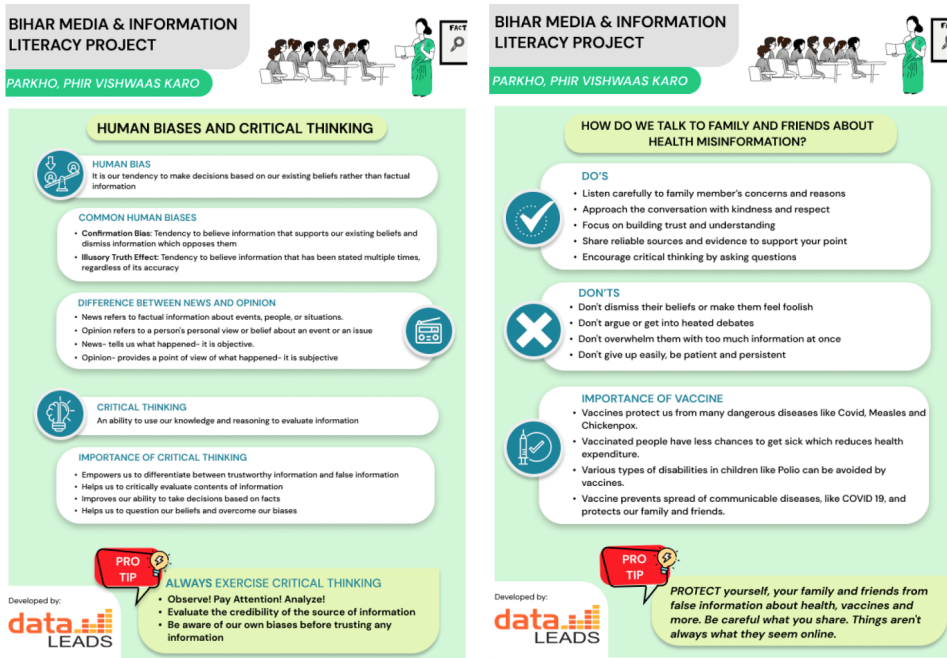 BIHAR MEDIA & INFORMATION
LITERACY PROJECT
PARKHO, PHIR VISHWAAS KARO
FACT
HUMAN BIASES AND CRITICAL THINKING
HUMAN BIAS
It is our tendency to make decisions based on our existing beliefs rather than factual
information
COMMON HUMAN BIASES
• Confirmation Bias: Tendency to believe information that supports our existing beliefs and
dismiss information which opposes them
• Illusory Truth Effect: Tendency to believe information that has been stated multiple times,
regardless of its accuracy
DIFFERENCE BETWEEN NEWS AND OPINION
• News refers to factual information about events, people, or situations.
• Opinion refers to a person's personal view or belief about an event or an issue
• News- tells us what happened- it is objective.
• Opinion- provides a point of view of what happened- it is subjective
CRITICAL THINKING
An ability to use our knowledge and reasoning to evaluate information
IMPORTANCE OF CRITICAL THINKING
• Empowers us to differentiate between trustworthy information and false information
• Helps us to critically evaluate contents of information
• Improves our ability to take decisions based on facts
• Helps us to question our beliefs and overcome our biases
PRO
TIP
ALWAYS EXERCISE CRITICAL THINKING
• Observe! Pay Attention! Analyze!
• Evaluate the credibility of the source of information
• Be aware of our own biases before trusting any
information
Developed by:
data
LEADS
BIHAR MEDIA & INFORMATION
LITERACY PROJECT
PARKHO, PHIR VISHWAAS KARO
HOW DO WE TALK TO FAMILY AND FRIENDS ABOUT
HEALTH MISINFORMATION?
DO'S
• Listen carefully to family member's concerns and reasons
• Approach the conversation with kindness and respect
• Focus on building trust and understanding
• Share reliable sources and evidence to support your point
• Encourage critical thinking by asking questions
DON'TS
• Don't dismiss their beliefs or make them feel foolish
• Don't argue or get into heated debates
• Don't overwhelm them with too much information at once
• Don't give up easily, be patient and persistent
IMPORTANCE OF VACCINE
• Vaccines protect us from many dangerous diseases like Covid, Measles and
Chickenpox.
• Vaccinated people have less chances to get sick which reduces health
expenditure.
• Various types of disabilities in children like Polio can be avoided by
vaccines.
• Vaccine prevents spread of communicable diseases, like COVID 19, and
protects our family and friends.
PRO
TIP
PROTECT yourself, your family and friends from
false information about health, vaccines and
more. Be careful what you share. Things aren't
always what they seem online.
Developed by:
data
LEADS